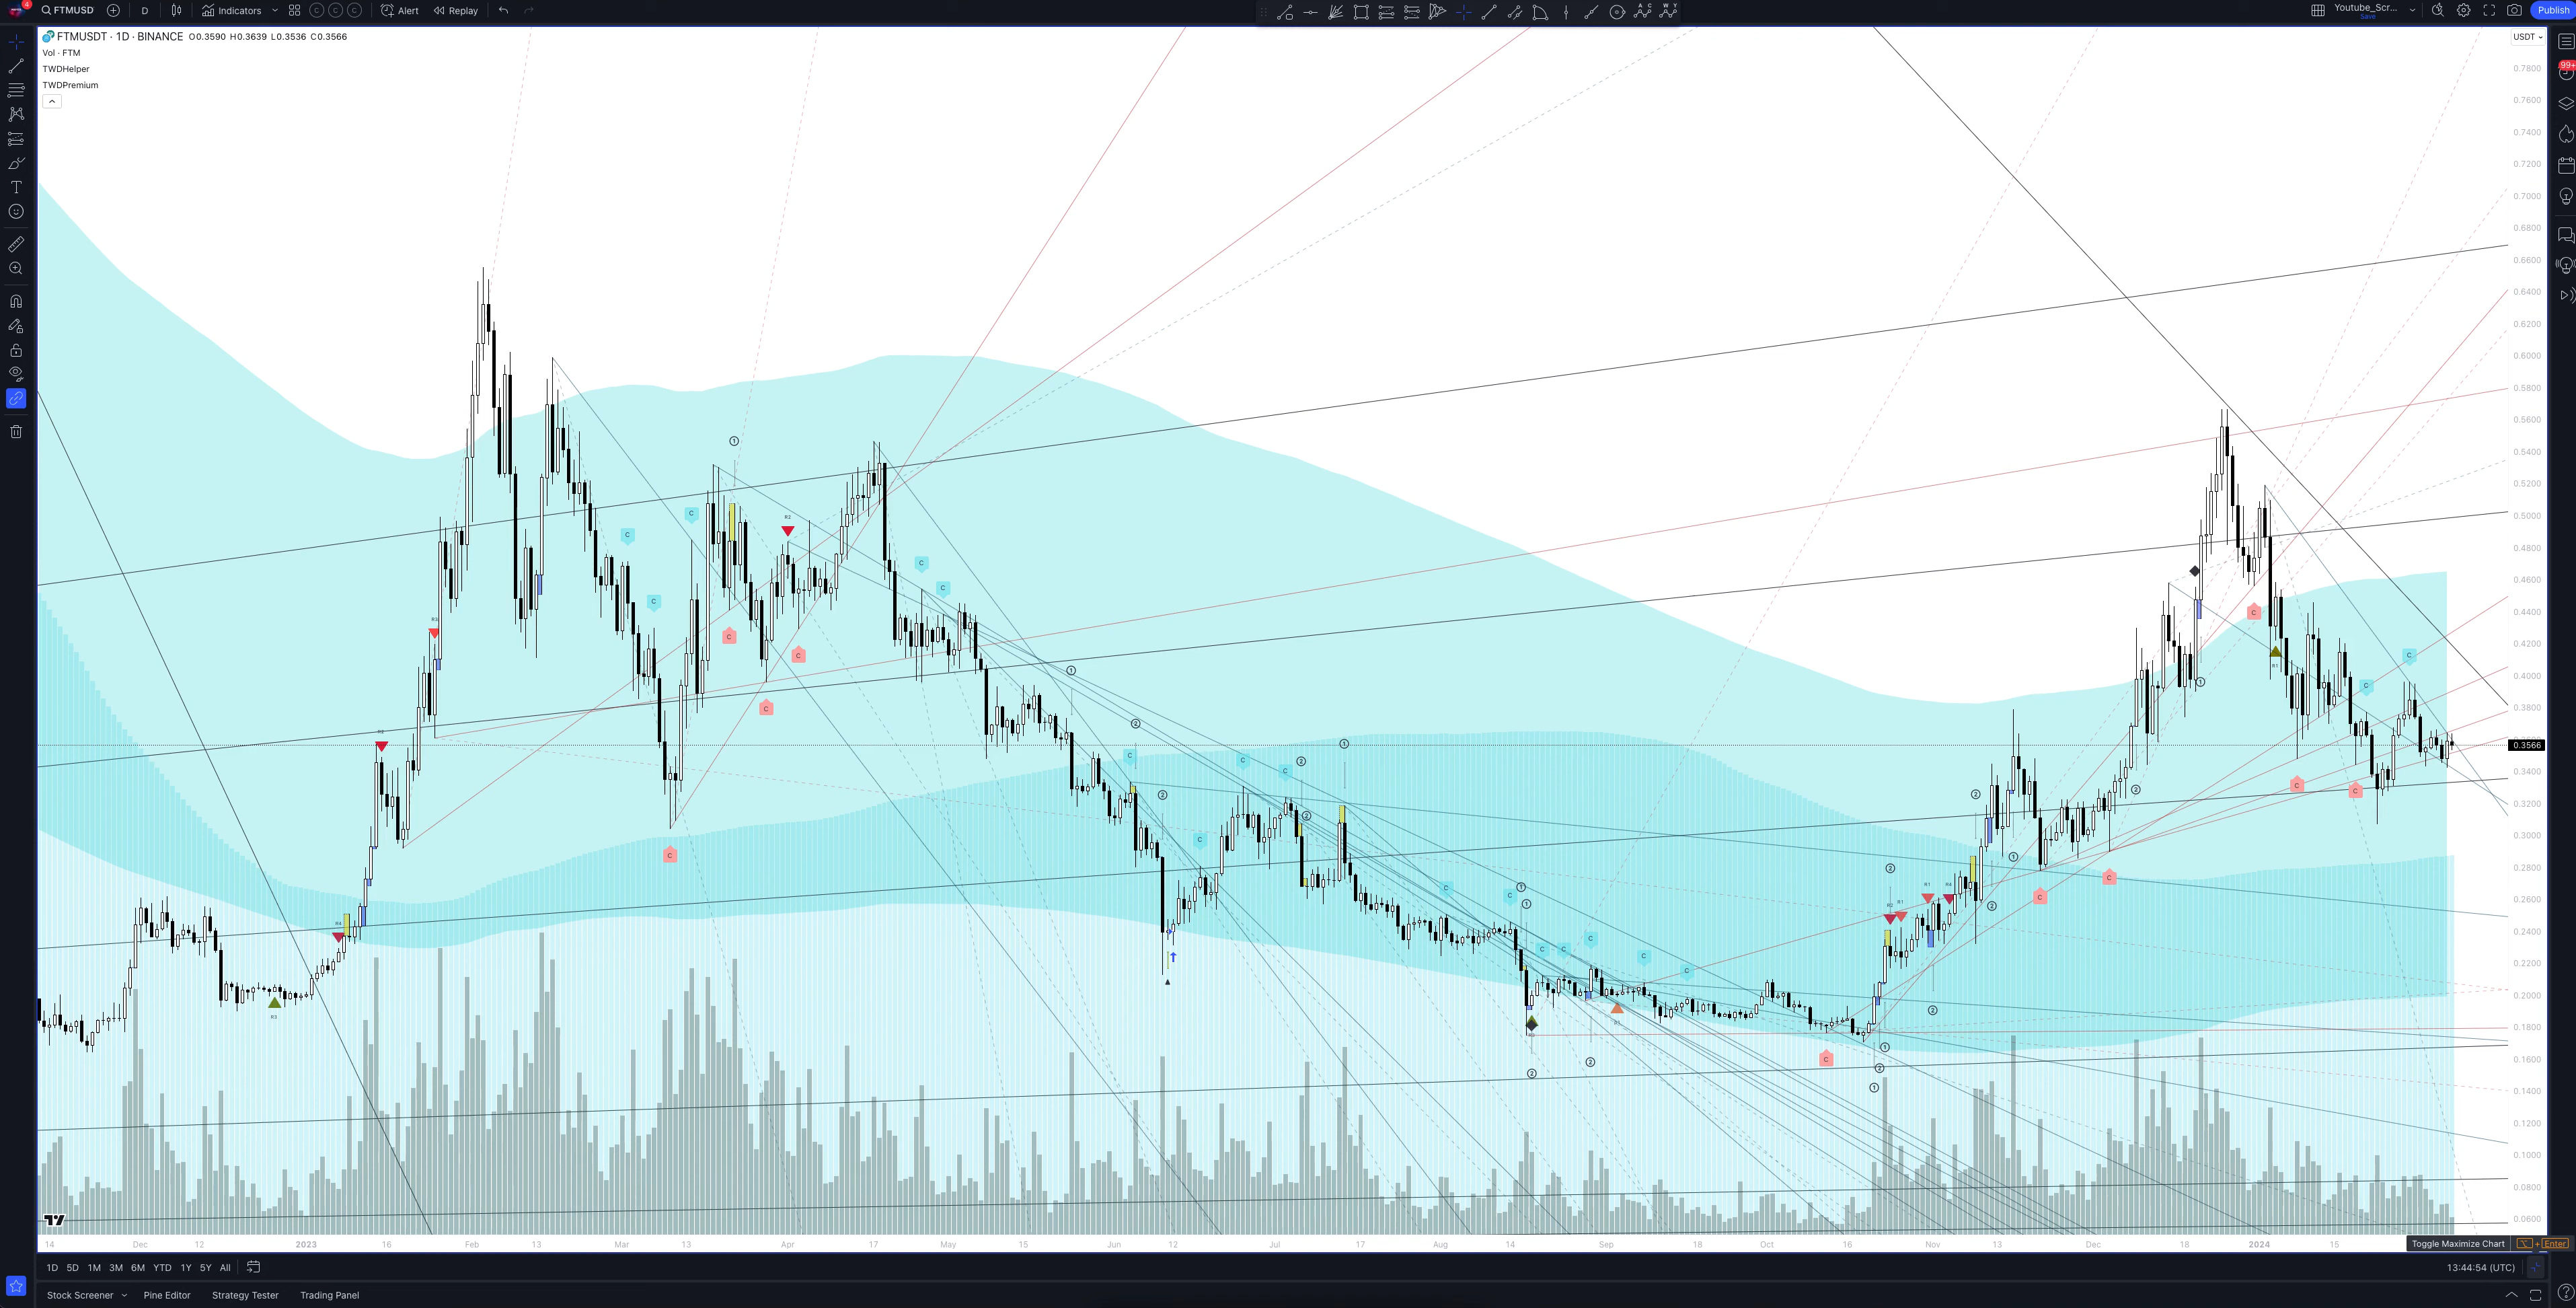 4
FTMUSD
D
Indicators
Alert
Replay
Youtube_Scr...
Save
Publish
FTMUSDT · 1D · BINANCE O0.3590 H0.3639 L0.3536 C0.3566
Vol · FTM
TWDHelper
TWDPremium
USDT
99+
0.7800
0.7600
0.7400
0.7200
0.7000
0.6800
0.6600
0.6400
0.6200
0.6000
0.5800
0.5600
0.5400
0.5200
0.5000
0.4800
0.4600
0.4400
0.4200
0.4000
0.3800
0.3566
0.3400
0.3200
0.3000
0.2800
0.2600
0.2400
0.2200
0.2000
0.1800
0.1600
0.1400
0.1200
0.1000
0.0800
0.0600
14 Dec 12 2023 16 Feb 13 Mar 13 Apr 17 May 15 Jun 12 Jul 17 Aug 14 Sep 18 Oct 16 Nov 13 Dec 18 2024 15
Toggle Maximize Chart ⌥ + Enter
1D 5D 1M 3M 6M YTD 1Y 5Y All
13:44:54 (UTC)
Stock Screener Pine Editor Strategy Tester Trading Panel